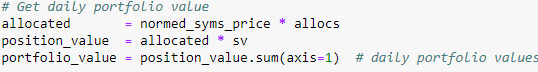 # Get daily portfolio value
allocated       = normed_syms_price * allocs
position_value  = allocated * sv
portfolio_value = position_value.sum(axis=1)  # daily portfolio values